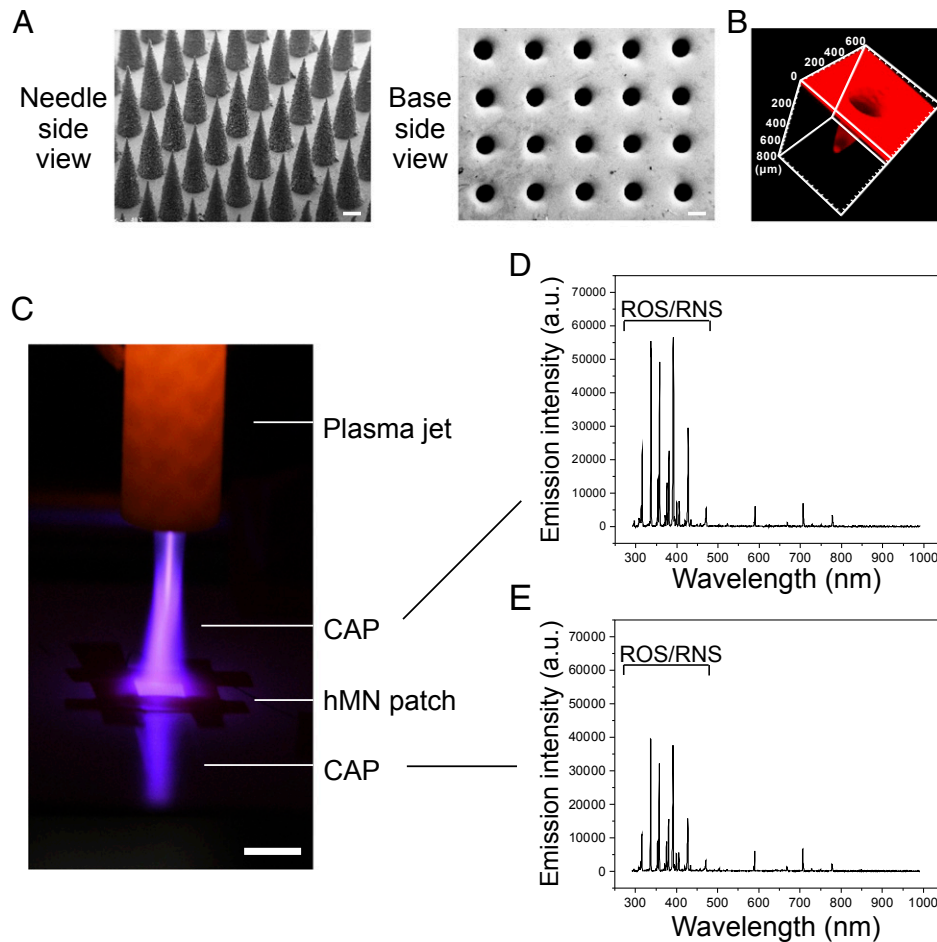 A
Needle
side
view
Base
side
view
B
0
200
400
600
200
400
600
800
(µm)
C
Plasma jet
CAP
hMN patch
CAP
D
Emission intensity (a.u.)
70000
60000
50000
40000
30000
20000
10000
0
ROS/RNS
300 400 500 600 700 800 900 1000
Wavelength (nm)
E
Emission intensity (a.u.)
70000
60000
50000
40000
30000
20000
10000
0
ROS/RNS
300 400 500 600 700 800 900 1000
Wavelength (nm)